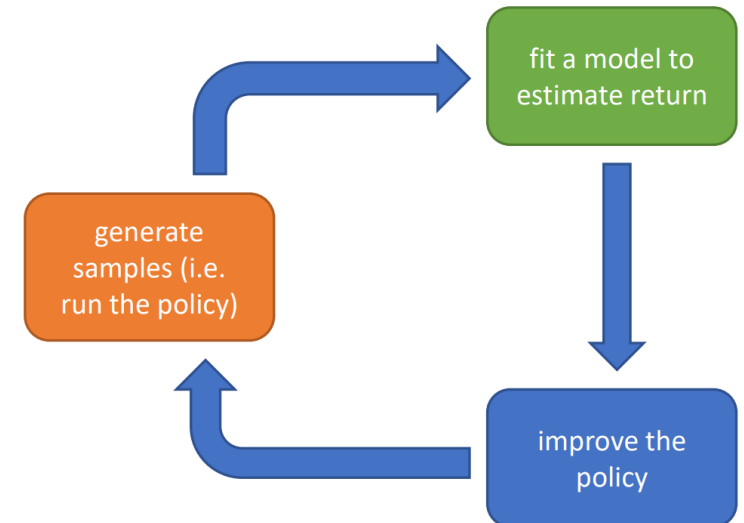 fit a model to
estimate return
generate
samples (i.e.
run the policy)
improve the
policy